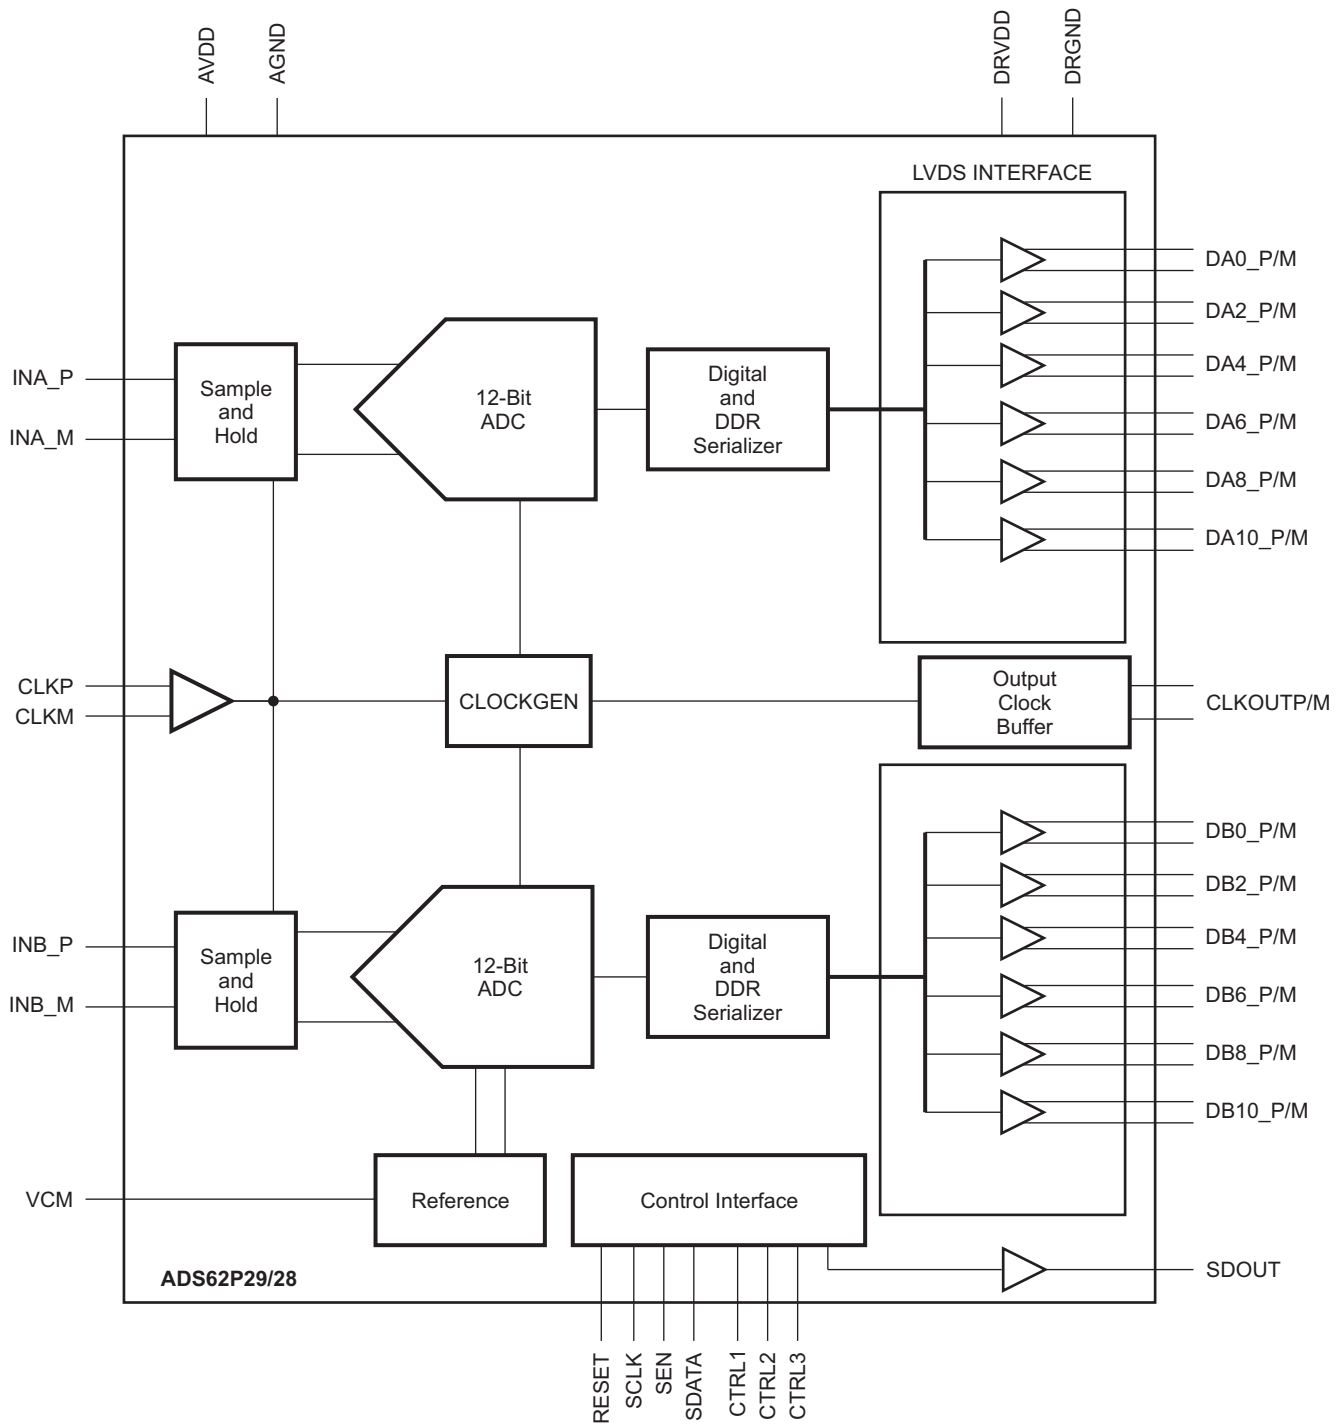 AVDD
AGND
DRVDD
DRGND
LVDS INTERFACE
DA0_P/M
DA2_P/M
DA4_P/M
DA6_P/M
DA8_P/M
DA10_P/M
INA_P
INA_M
Sample
and
Hold
12-Bit
ADC
Digital
and
DDR
Serializer
CLKP
CLKM
CLOCKGEN
Output
Clock
Buffer
CLKOUTP/M
DB0_P/M
DB2_P/M
DB4_P/M
DB6_P/M
DB8_P/M
DB10_P/M
INB_P
INB_M
Sample
and
Hold
12-Bit
ADC
Digital
and
DDR
Serializer
VCM
Reference
Control Interface
ADS62P29/28
SDOUT
RESET
SCLK
SEN
SDATA
CTRL1
CTRL2
CTRL3